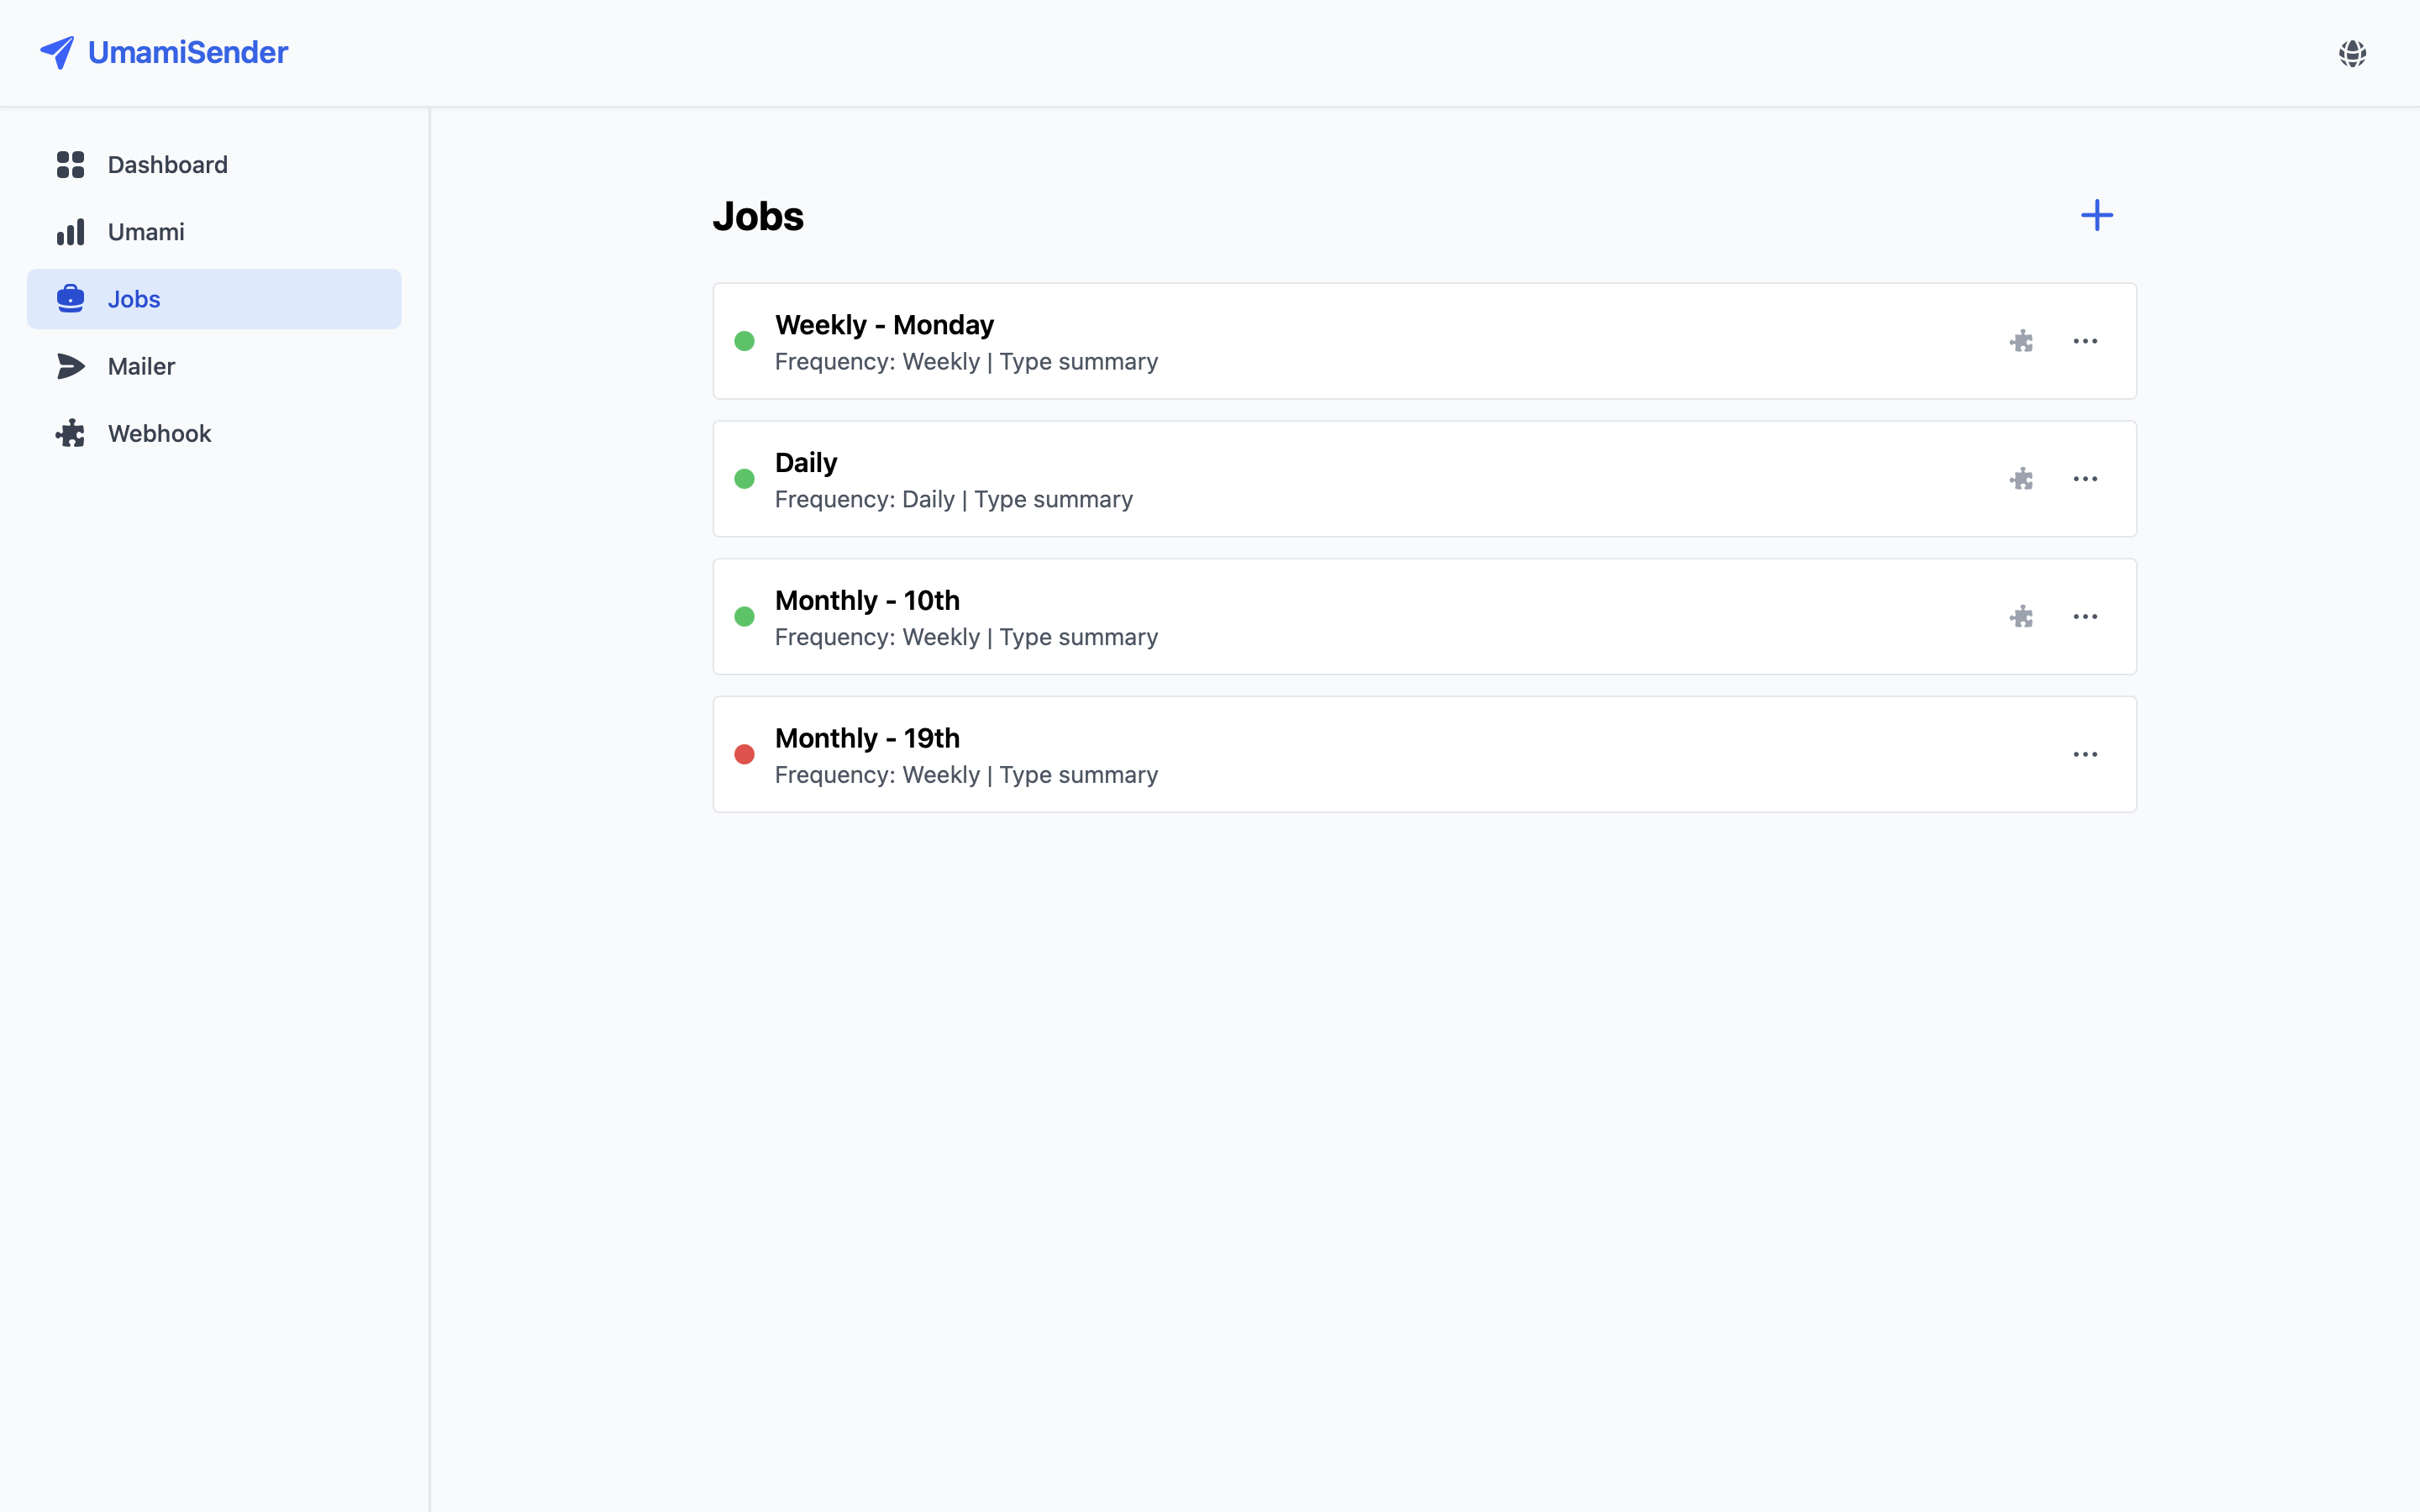 UmamiSender
Dashboard
Umami
Jobs
Mailer
Webhook
Jobs
Weekly - Monday
Frequency: Weekly | Type summary
Daily
Frequency: Daily | Type summary
Monthly - 10th
Frequency: Weekly | Type summary
Monthly - 19th
Frequency: Weekly | Type summary